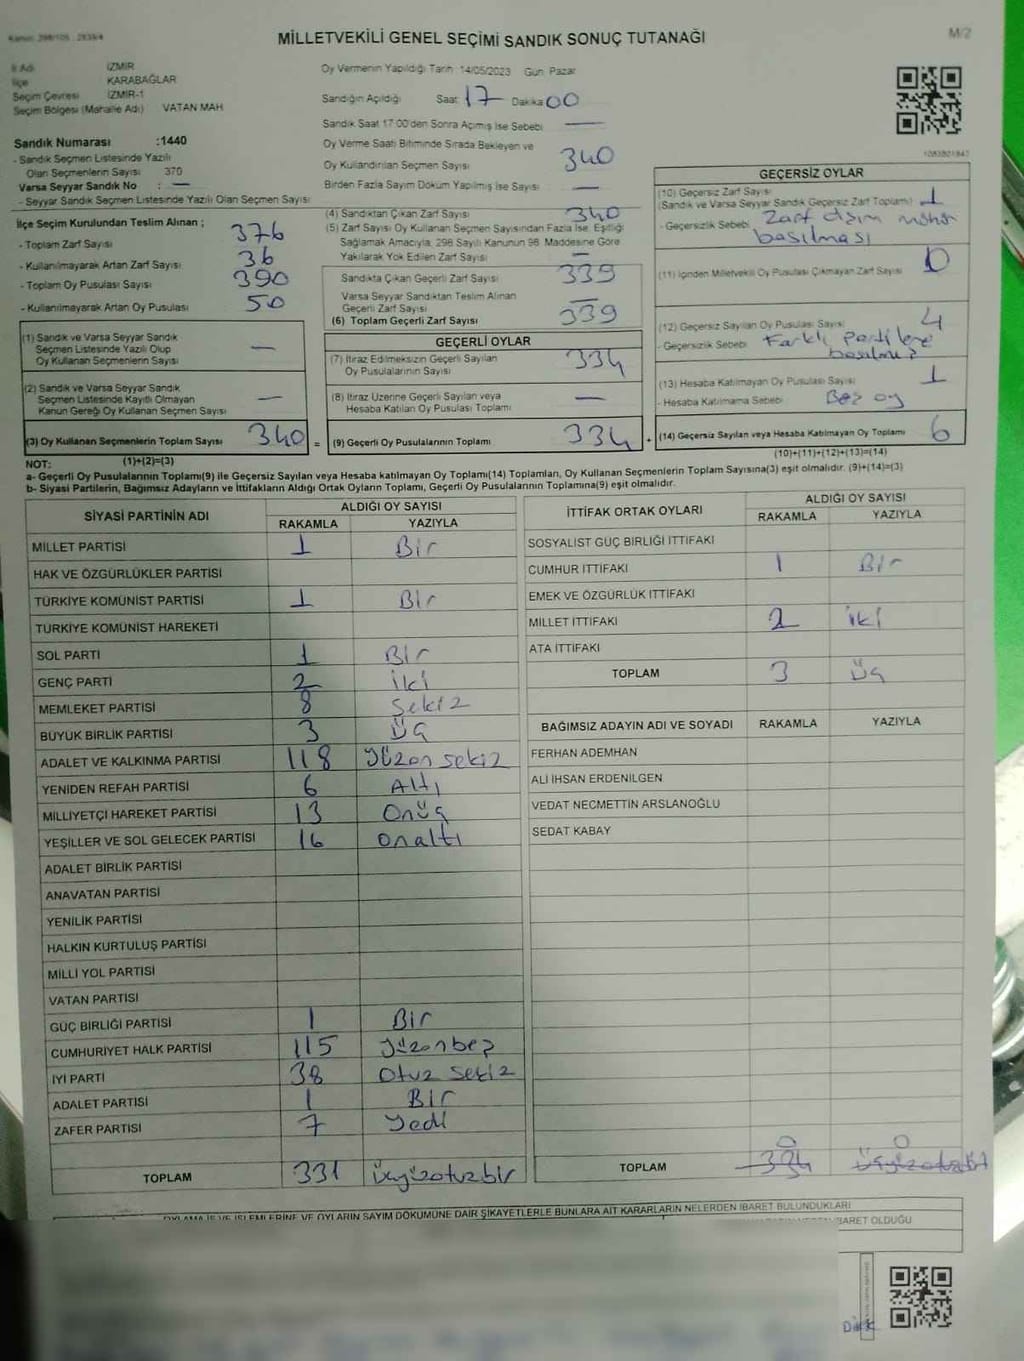 Kanun: 298/105 - 2839/4
MİLLETVEKİLİ GENEL SEÇİMİ SANDIK SONUÇ TUTANAĞI
M/2
İl Adı İZMİR
İlçe KARABAĞLAR
Seçim Çevresi İZMİR-1
Seçim Bölgesi (Mahalle Adı) VATAN MAH
Sandık Numarası :1440
- Sandık Seçmen Listesinde Yazılı
Olan Seçmenlerin Sayısı 370
Varsa Seyyar Sandık No : —
- Seyyar Sandık Seçmen Listesinde Yazılı Olan Seçmen Sayısı
Oy Vermenin Yapıldığı Tarih 14/05/2023 Gün Pazar
Sandığın Açıldığı Saat 17 Dakika 00
Sandık Saat 17:00'den Sonra Açımış İse Sebebi —
Oy Verme Saati Bitiminde Sırada Bekleyen ve
Oy Kullandırılan Seçmen Sayısı 340
Birden Fazla Sayım Döküm Yapılmış İse Sayısı —
İlçe Seçim Kurulundan Teslim Alınan ;
- Toplam Zarf Sayısı 376
- Kullanılmayarak Artan Zarf Sayısı 36
- Toplam Oy Pusulası Sayısı 390
- Kullanılmayarak Artan Oy Pusulası 50
(4) Sandıktan Çıkan Zarf Sayısı 340
(5) Zarf Sayısı Oy Kullanan Seçmen Sayısından Fazla İse, Eşitliği
Sağlamak Amacıyla, 298 Sayılı Kanunun 98. Maddesine Göre
Yakılarak Yok Edilen Zarf Sayısı —
Sandıkta Çıkan Geçerli Zarf Sayısı 339
Varsa Seyyar Sandıktan Teslim Alınan
Geçerli Zarf Sayısı —
(6) Toplam Geçerli Zarf Sayısı 339
GEÇERSİZ OYLAR
(10) Geçersiz Zarf Sayısı
(Sandık ve Varsa Seyyar Sandık Geçersiz Zarf Toplamı) 1
- Geçersizlik Sebebi Zarf dışına mühür
basılması
(11) İçinden Milletvekili Oy Pusulası Çıkmayan Zarf Sayısı 0
(12) Geçersiz Sayılan Oy Pusulası Sayısı 4
- Geçersizlik Sebebi Farklı Partilere
basılmış
(13) Hesaba Katılmayan Oy Pusulası Sayısı 1
- Hesaba Katılmama Sebebi Boş oy
(14) Geçersiz Sayılan veya Hesaba Katılmayan Oy Toplamı 6
(10)+(11)+(12)+(13)=(14)
(1) Sandık ve Varsa Seyyar Sandık
Seçmen Listesinde Yazılı Olup
Oy Kullanan Seçmenlerin Sayısı —
(2) Sandık ve Varsa Seyyar Sandık
Seçmen Listesinde Kayıtlı Olmayan
Kanun Gereği Oy Kullanan Seçmen Sayısı —
(3) Oy Kullanan Seçmenlerin Toplam Sayısı 340 =
(1)+(2)=(3)
GEÇERLİ OYLAR
(7) İtiraz Edilmeksizin Geçerli Sayılan
Oy Pusulalarının Sayısı 334
(8) İtiraz Üzerine Geçerli Sayılan veya
Hesaba Katılan Oy Pusulası Toplamı —
(9) Geçerli Oy Pusulalarının Toplamı 334 +
NOT:
a- Geçerli Oy Pusulalarının Toplamı(9) ile Geçersiz Sayılan veya Hesaba katılmayan Oy Toplamı(14) Toplamları, Oy Kullanan Seçmenlerin Toplam Sayısına(3) eşit olmalıdır. (9)+(14)=(3)
b- Siyasi Partilerin, Bağımsız Adayların ve İttifakların Aldığı Ortak Oyların Toplamı, Geçerli Oy Pusulalarının Toplamına(9) eşit olmalıdır.
SİYASİ PARTİNİN ADI ALDIĞI OY SAYISI
RAKAMLA YAZIYLA
MİLLET PARTİSİ 1 Bir
HAK VE ÖZGÜRLÜKLER PARTİSİ
TÜRKİYE KOMÜNİST PARTİSİ 1 Bir
TÜRKİYE KOMÜNİST HAREKETİ
SOL PARTİ 1 Bir
GENÇ PARTİ 2 İki
MEMLEKET PARTİSİ 8 Sekiz
BÜYÜK BİRLİK PARTİSİ 3 Üç
ADALET VE KALKINMA PARTİSİ 118 Yüzon sekiz
YENİDEN REFAH PARTİSİ 6 Altı
MİLLİYETÇİ HAREKET PARTİSİ 13 Onüç
YEŞİLLER VE SOL GELECEK PARTİSİ 16 onaltı
ADALET BİRLİK PARTİSİ
ANAVATAN PARTİSİ
YENİLİK PARTİSİ
HALKIN KURTULUŞ PARTİSİ
MİLLİ YOL PARTİSİ
VATAN PARTİSİ
GÜÇ BİRLİĞİ PARTİSİ 1 Bir
CUMHURİYET HALK PARTİSİ 115 Yüzonbeş
İYİ PARTİ 38 Otuz Sekiz
ADALET PARTİSİ 1 Bir
ZAFER PARTİSİ 7 Yedi
TOPLAM 331 Üçyüzotuzbir
İTTİFAK ORTAK OYLARI ALDIĞI OY SAYISI
RAKAMLA YAZIYLA
SOSYALİST GÜÇ BİRLİĞİ İTTİFAKI
CUMHUR İTTİFAKI 1 Bir
EMEK VE ÖZGÜRLÜK İTTİFAKI
MİLLET İTTİFAKI 2 İki
ATA İTTİFAKI
TOPLAM 3 Üç
BAĞIMSIZ ADAYIN ADI VE SOYADI RAKAMLA YAZIYLA
FERHAN ADEMHAN
ALİ İHSAN ERDENİLGEN
VEDAT NECMETTİN ARSLANOĞLU
SEDAT KABAY
0 0
TOPLAM 334
OYLAMA İŞ VE İŞLEMLERİNE VE OYLARIN SAYIM DÖKÜMÜNE DAİR ŞİKAYETLERLE BUNLARA AİT KARARLARIN NELERDEN İBARET BULUNDUKLARI
İBARET OLDUĞU